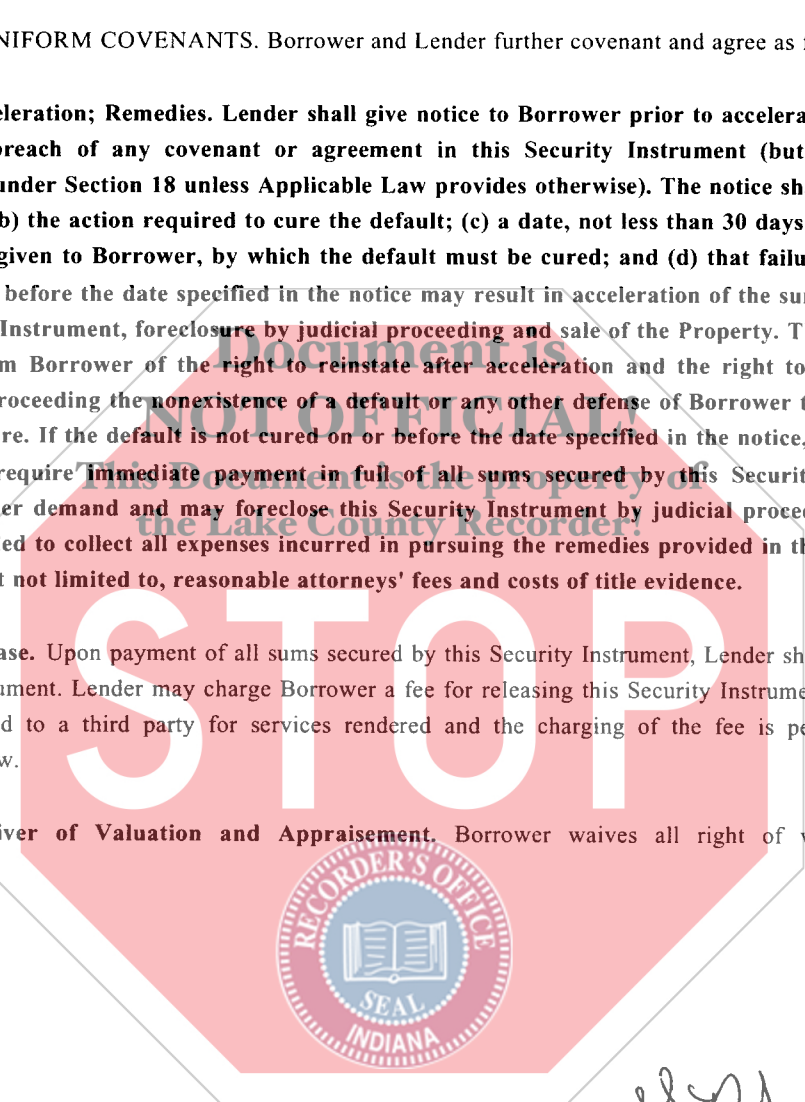 NIFORM COVENANTS. Borrower and Lender further covenant and agree as
eleration; Remedies. Lender shall give notice to Borrower prior to accelera
breach of any covenant or agreement in this Security Instrument (but
under Section 18 unless Applicable Law provides otherwise). The notice sh
b) the action required to cure the default; (c) a date, not less than 30 days
given to Borrower, by which the default must be cured; and (d) that failu
before the date specified in the notice may result in acceleration of the su
Instrument, foreclosure by judicial proceeding and sale of the Property. T
m Borrower of the right to reinstate after acceleration and the right to
Document is
roceeding the nonexistence of a default or any other defense of Borrower t
NOT OFFICIAL!
re. If the default is not cured on or before the date specified in the notice,
require immediate payment in full of all sums secured by this Securit
This Document is the property of
er demand and may foreclose this Security Instrument by judicial procee
the Lake County Recorder!
ed to collect all expenses incurred in pursuing the remedies provided in th
t not limited to, reasonable attorneys' fees and costs of title evidence.
ase. Upon payment of all sums secured by this Security Instrument, Lender sh
ument. Lender may charge Borrower a fee for releasing this Security Instrume
d to a third party for services rendered and the charging of the fee is pe
w.
STOP
iver of Valuation and Appraisement. Borrower waives all right of v
RECORDER'S OFFICE
SEAL
INDIANA